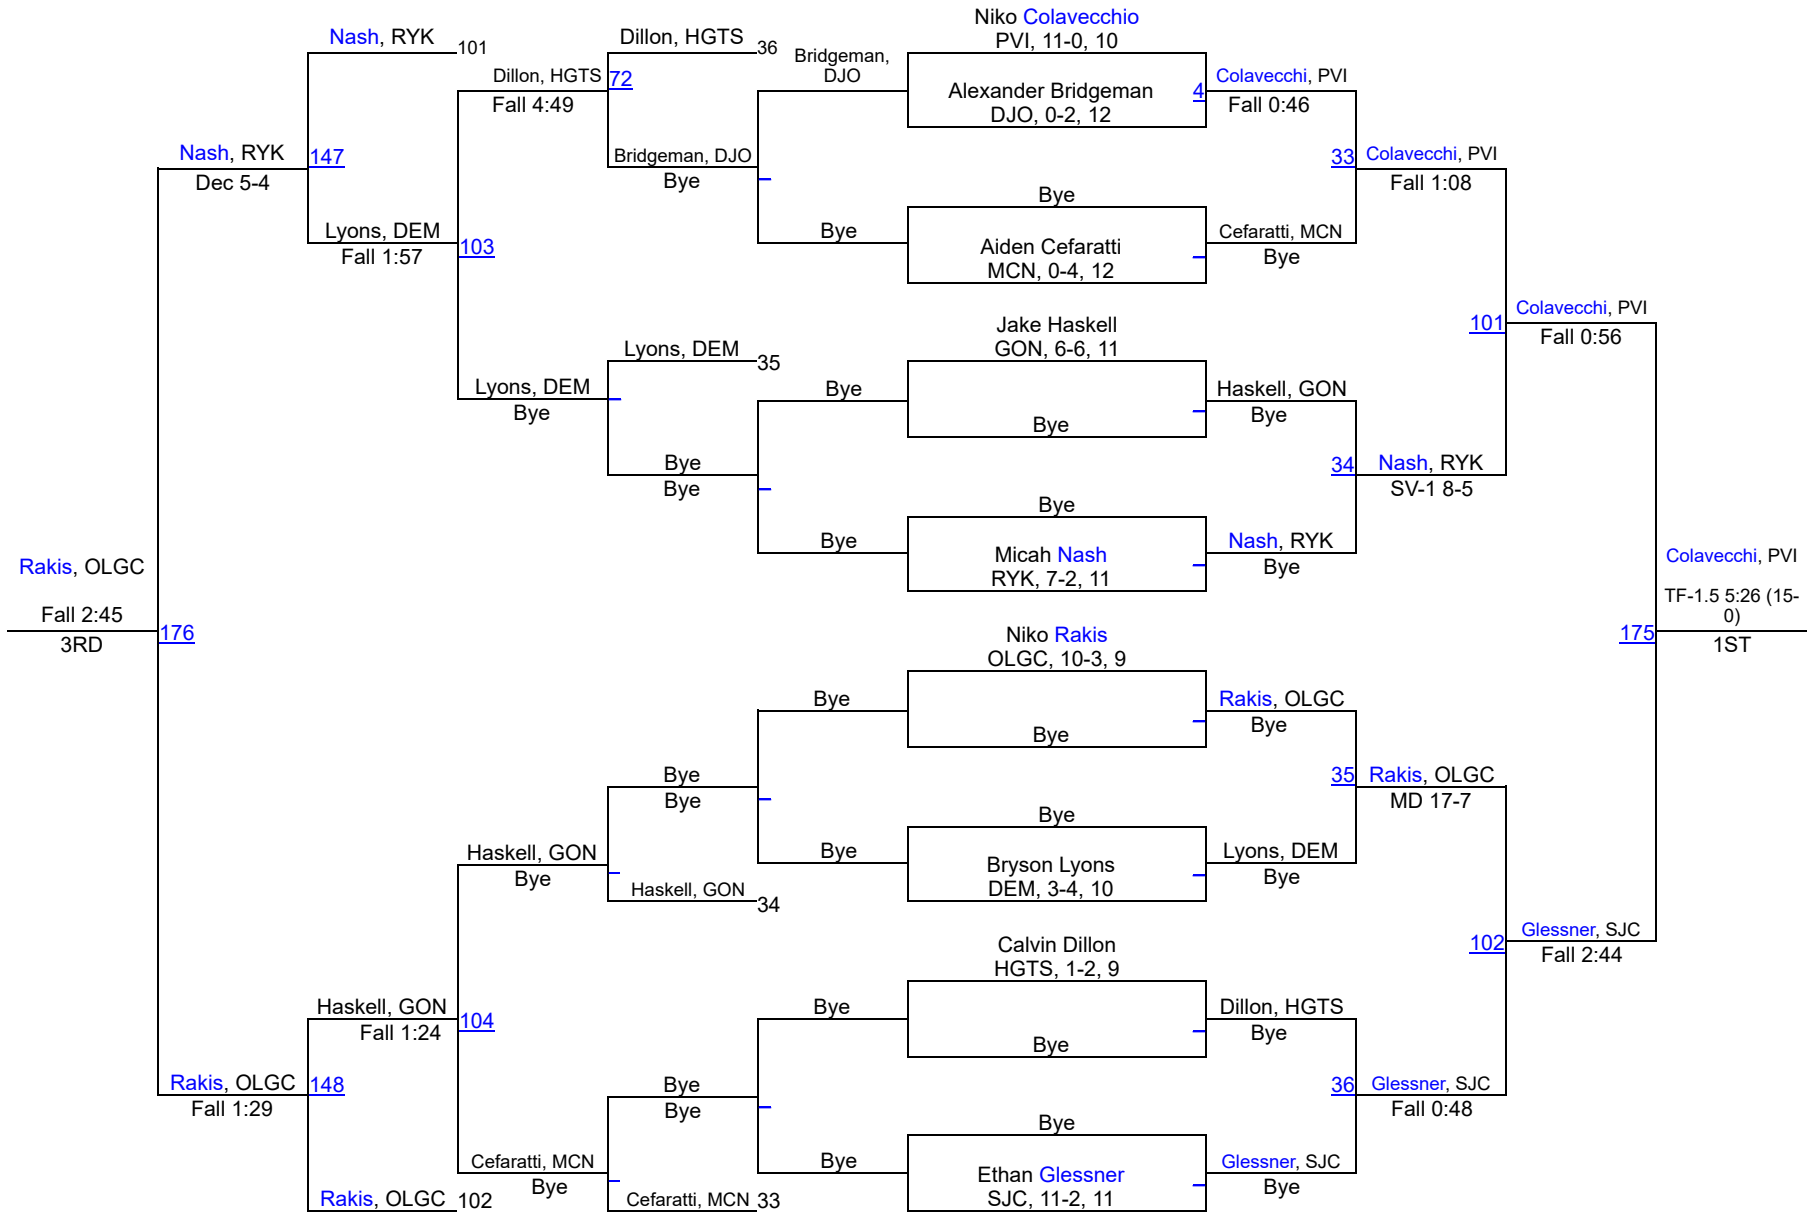 Niko Colavecchio
PVI, 11-0, 10
Nash, RYK
101
Dillon, HGTS
36
Bridgeman,
DJO
Dillon, HGTS
72
Fall 4:49
Alexander Bridgeman
DJO, 0-2, 12
4
Colavecchi, PVI
Fall 0:46
Nash, RYK
147
Dec 5-4
Bridgeman, DJO
Bye
33
Colavecchi, PVI
Fall 1:08
Bye
Lyons, DEM
Fall 1:57
103
Bye
Aiden Cefaratti
MCN, 0-4, 12
Cefaratti, MCN
Bye
101
Colavecchi, PVI
Fall 0:56
Jake Haskell
GON, 6-6, 11
Lyons, DEM
35
Lyons, DEM
Bye
Bye
Bye
Haskell, GON
Bye
Bye
Bye
34
Nash, RYK
SV-1 8-5
Bye
Bye
Micah Nash
RYK, 7-2, 11
Nash, RYK
Bye
Rakis, OLGC
Fall 2:45
3RD
176
Colavecchi, PVI
TF-1.5 5:26 (15-
0)
175
1ST
Niko Rakis
OLGC, 10-3, 9
Bye
Bye
Rakis, OLGC
Bye
Bye
Bye
35
Rakis, OLGC
MD 17-7
Bye
Haskell, GON
Bye
Bye
Bryson Lyons
DEM, 3-4, 10
Lyons, DEM
Bye
Haskell, GON
34
102
Glessner, SJC
Fall 2:44
Calvin Dillon
HGTS, 1-2, 9
Haskell, GON
Fall 1:24
104
Bye
Bye
Dillon, HGTS
Bye
Rakis, OLGC
148
Fall 1:29
Bye
Bye
36
Glessner, SJC
Fall 0:48
Bye
Cefaratti, MCN
Bye
Bye
Ethan Glessner
SJC, 11-2, 11
Glessner, SJC
Bye
Rakis, OLGC
102
Cefaratti, MCN
33